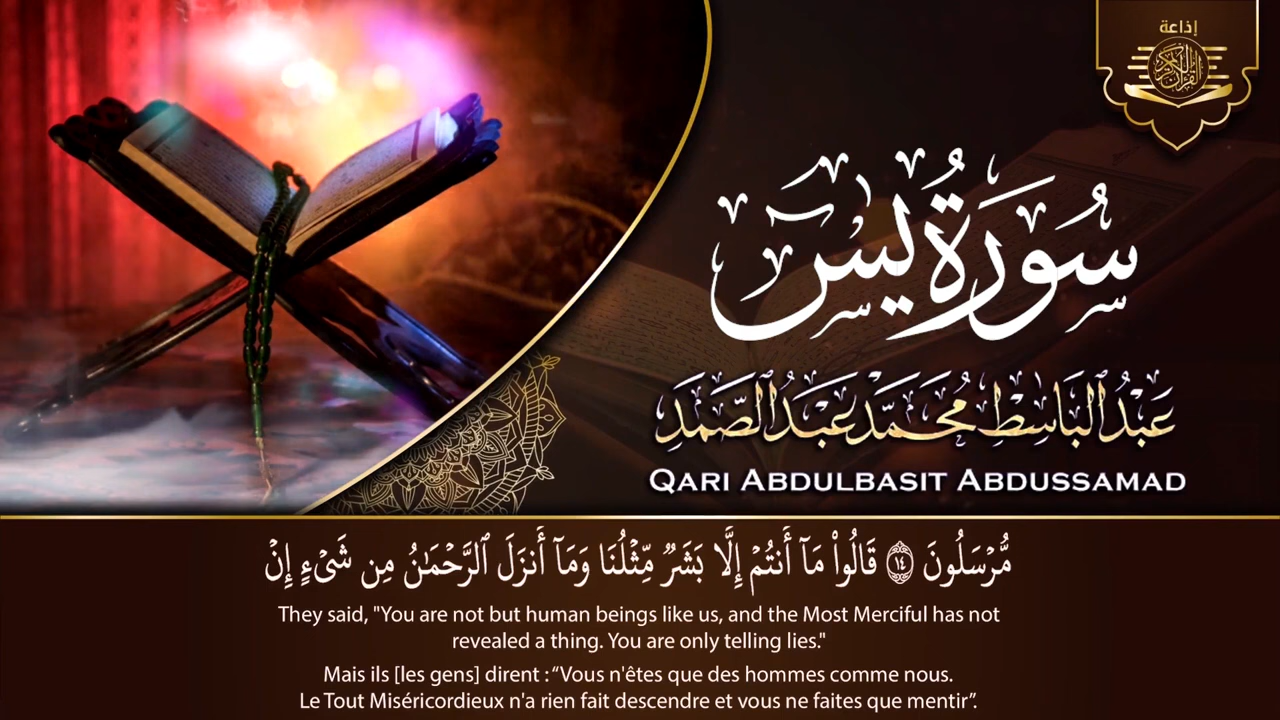 إذاعة
القرآن الكريم
سُورَةُ يسٓ
عَبْدُ الْبَاسِطِ مُحَمَّد عَبْدُ الصَّمَدِ
QARI ABDULBASIT ABDUSSAMAD
مُّرْسَلُونَ ١٤ قَالُوا۟ مَآ أَنتُمْ إِلَّا بَشَرٌ مِّثْلُنَا وَمَآ أَنزَلَ ٱلرَّحْمَـٰنُ مِن شَىْءٍ إِنْ
They said, "You are not but human beings like us, and the Most Merciful has not
revealed a thing. You are only telling lies."
Mais ils [les gens] dirent : “Vous n'êtes que des hommes comme nous.
Le Tout Miséricordieux n'a rien fait descendre et vous ne faites que mentir”.